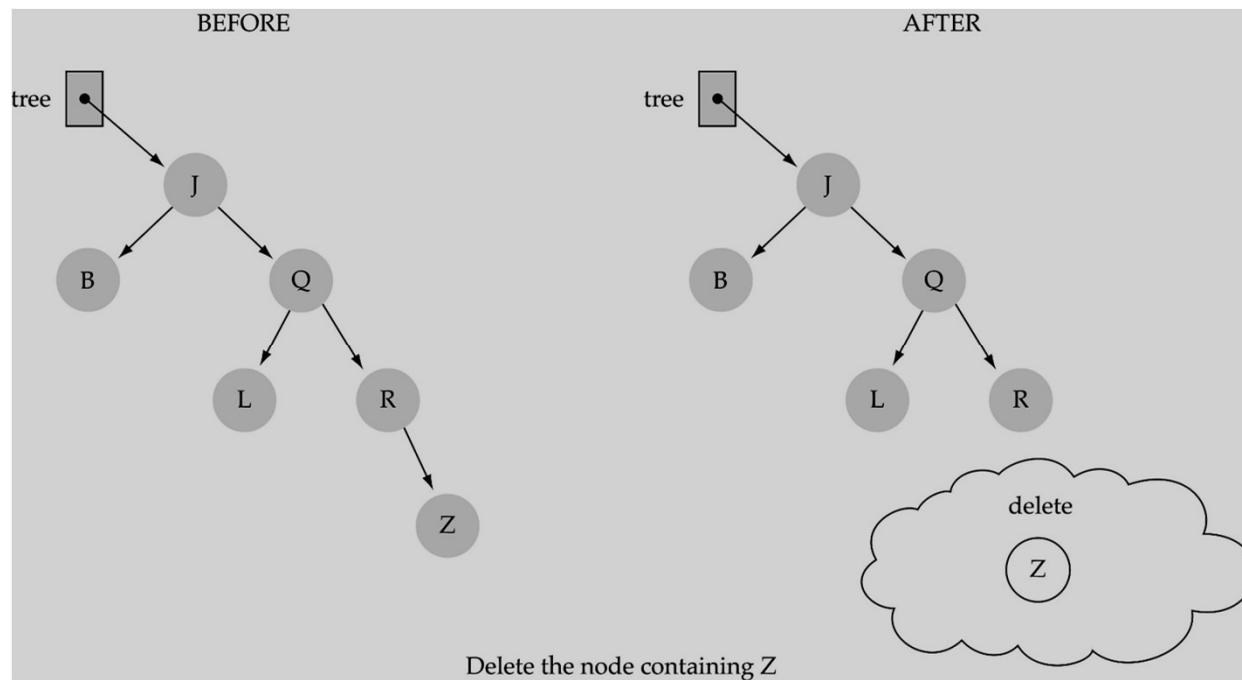 BEFORE
AFTER
tree
J
B
Q
L
R
Z
tree
J
B
Q
L
R
delete
Z
Delete the node containing Z